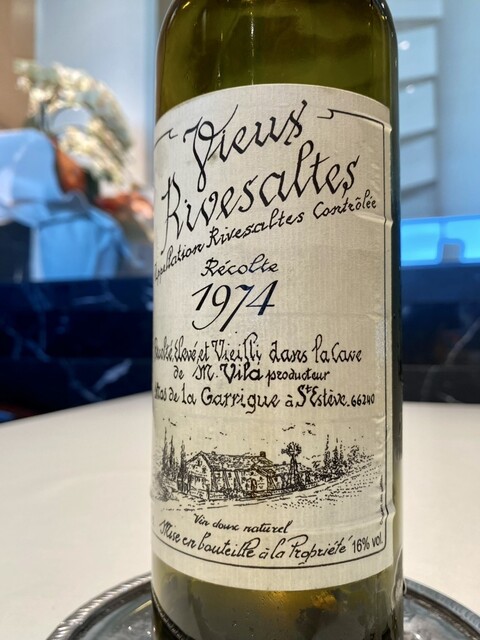 Vieux
Rivesaltes
Appellation Rivesaltes Contrôlée
Récolte
1974
Élevé, et Vieilli dans la Cave
de M. Vila producteur
Mas de La Garrigue à St Estève. 66240
Vin doux naturel
Mise en bouteille à la Propriété 16% vol.